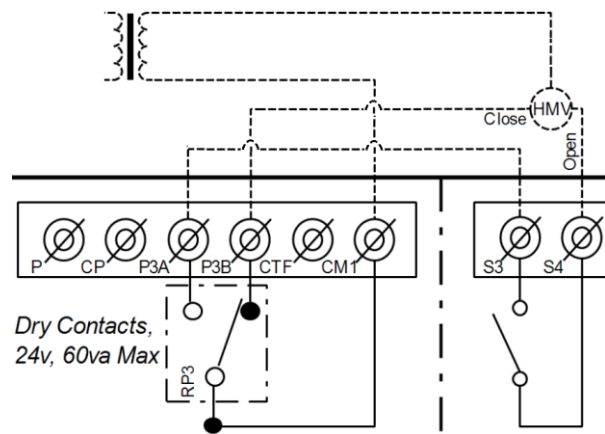 HMV
Close
Open
P CP P3A P3B CTF CM1 S3 S4
Dry Contacts,
24v, 60va Max
RP3